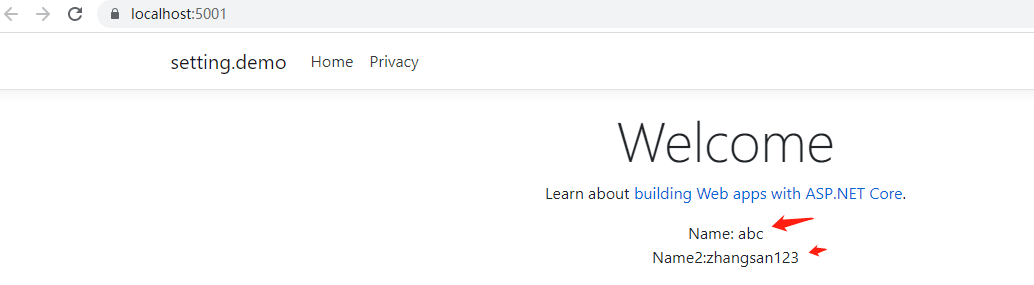 localhost:5001
setting.demo Home Privacy
Welcome
Learn about building Web apps with ASP.NET Core.
Name: abc
Name2:zhangsan123